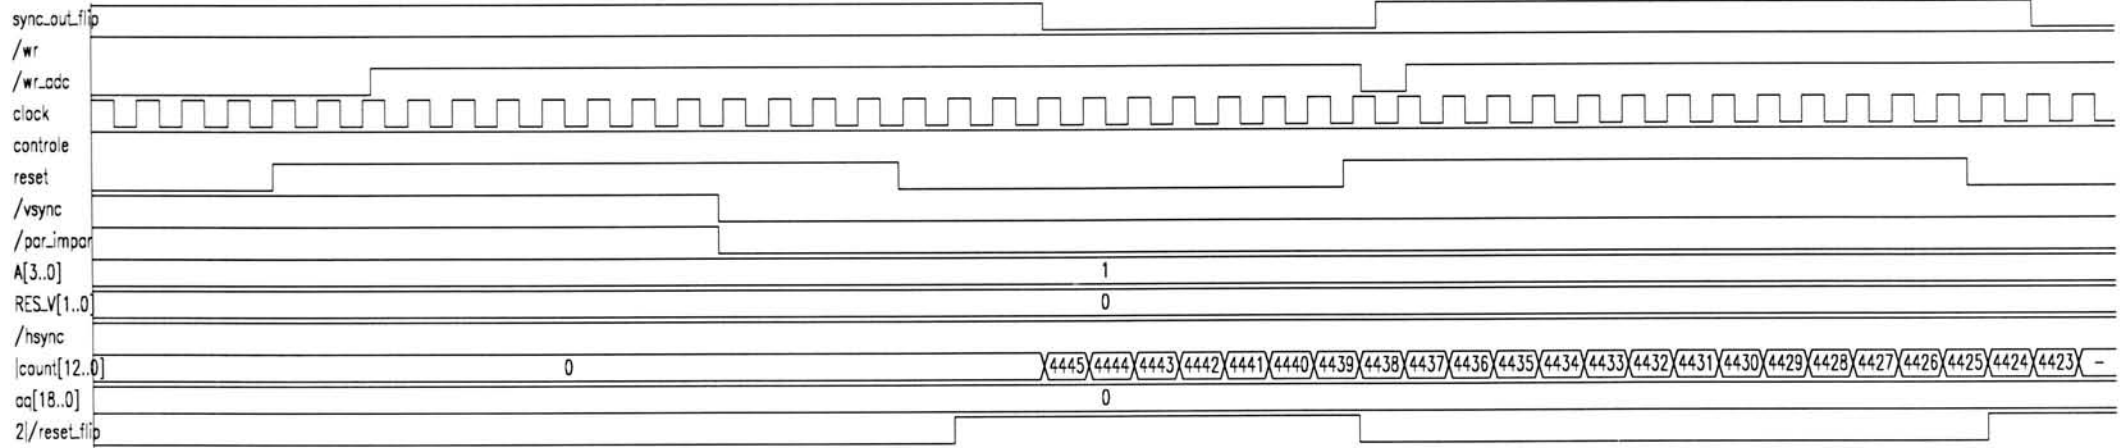 sync_out_flip
/wr
/wr_adc
clock
controle
reset
/vsync
/par_impar
A[3..0] 1
RES_V[1..0] 0
/hsync
|count[12..0] 0 4445 4444 4443 4442 4441 4440 4439 4438 4437 4436 4435 4434 4433 4432 4431 4430 4429 4428 4427 4426 4425 4424 4423 -
aq[18..0] 0
2|/reset_flip